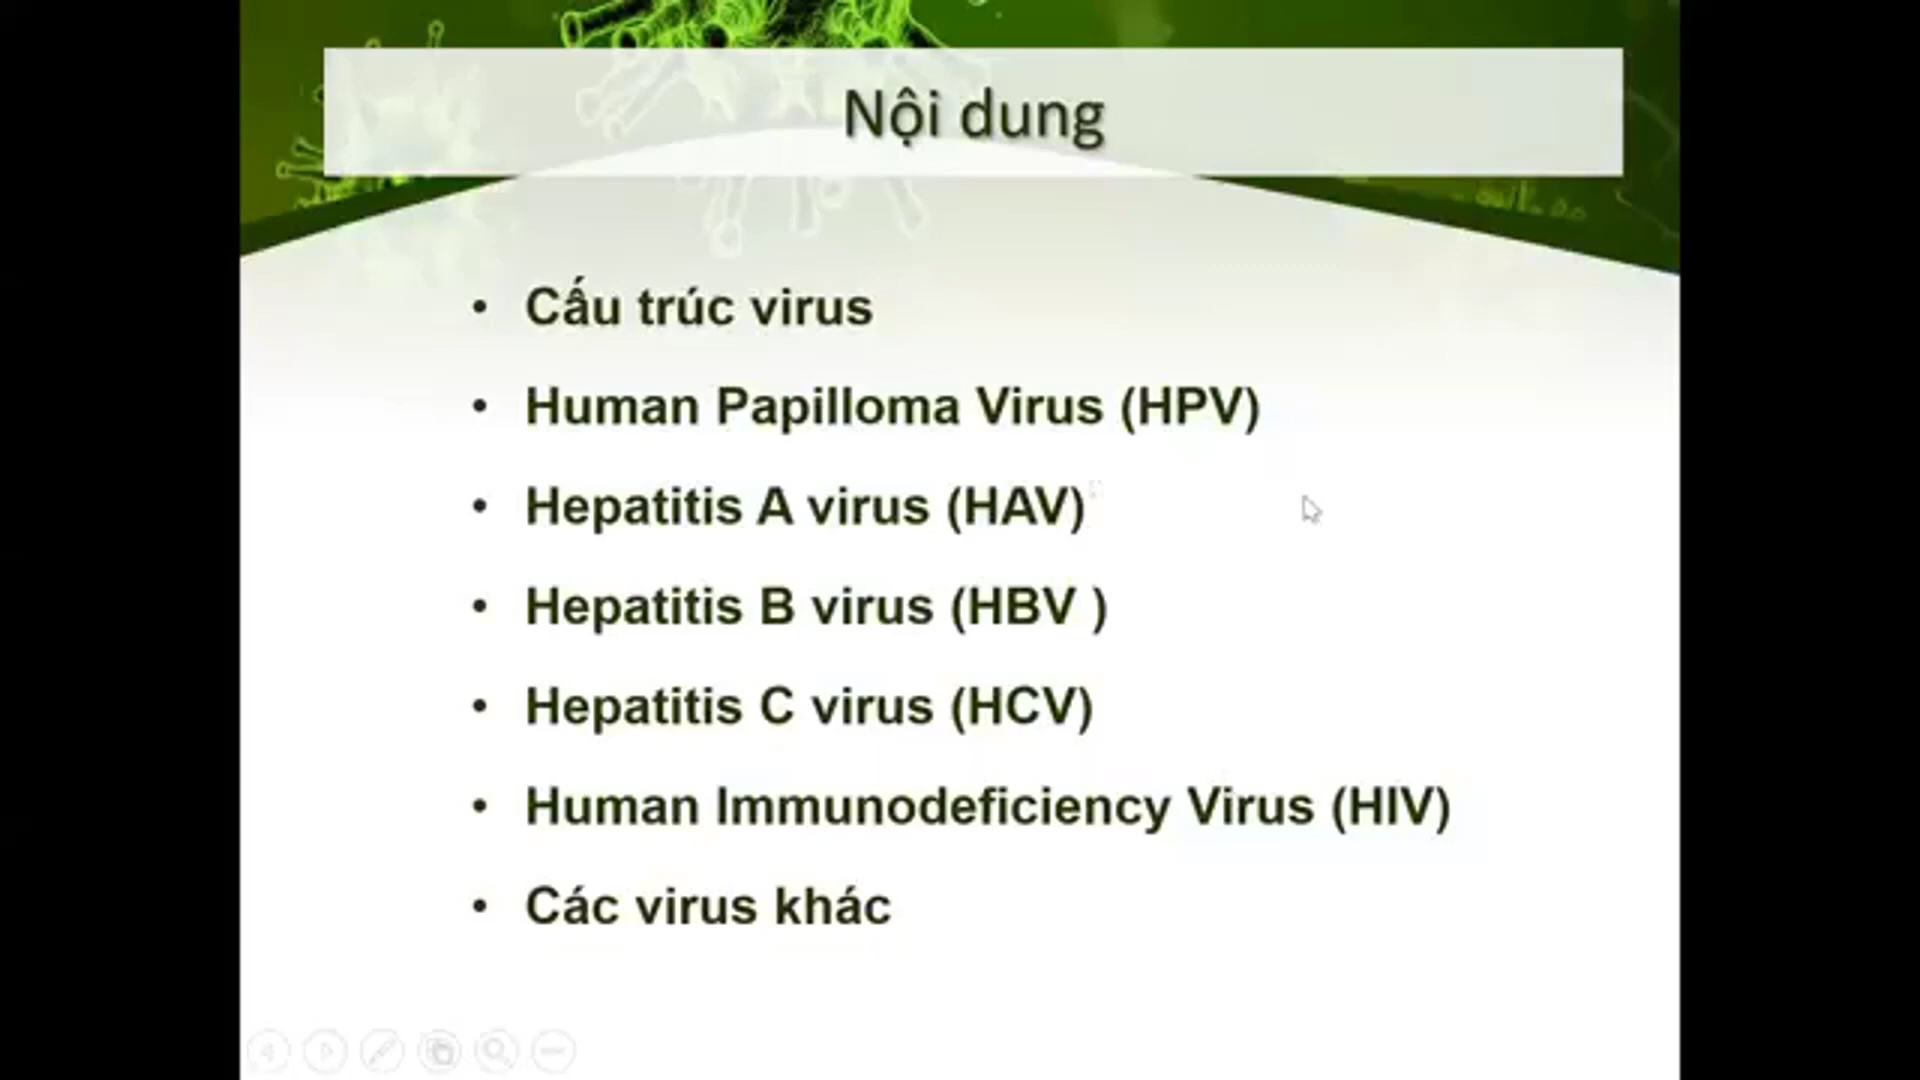 Nội dung
• Cấu trúc virus
• Human Papilloma Virus (HPV)
• Hepatitis A virus (HAV)
• Hepatitis B virus (HBV )
• Hepatitis C virus (HCV)
• Human Immunodeficiency Virus (HIV)
• Các virus khác